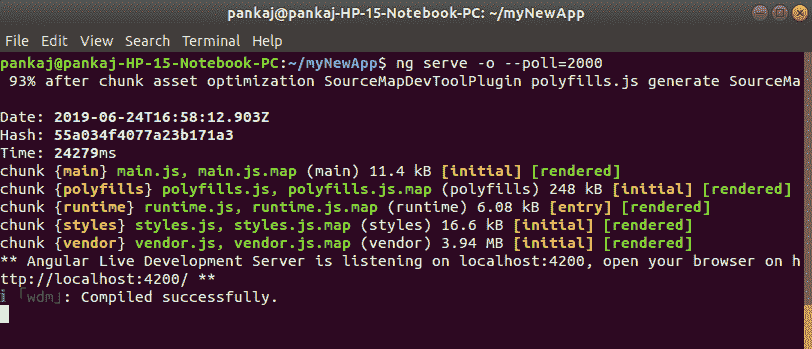 pankaj@pankaj-HP-15-Notebook-PC: ~/myNewApp
File Edit View Search Terminal Help
pankaj@pankaj-HP-15-Notebook-PC:~/myNewApp$ ng serve -o --poll=2000
93% after chunk asset optimization SourceMapDevToolPlugin polyfills.js generate SourceMa
Date: 2019-06-24T16:58:12.903Z
Hash: 55a034f4077a23b171a3
Time: 24279ms
chunk {main} main.js, main.js.map (main) 11.4 kB [initial] [rendered]
chunk {polyfills} polyfills.js, polyfills.js.map (polyfills) 248 kB [initial] [rendered]
chunk {runtime} runtime.js, runtime.js.map (runtime) 6.08 kB [entry] [rendered]
chunk {styles} styles.js, styles.js.map (styles) 16.6 kB [initial] [rendered]
chunk {vendor} vendor.js, vendor.js.map (vendor) 3.94 MB [initial] [rendered]
** Angular Live Development Server is listening on localhost:4200, open your browser on h
ttp://localhost:4200/ **
ℹ ｢wdm｣: Compiled successfully.